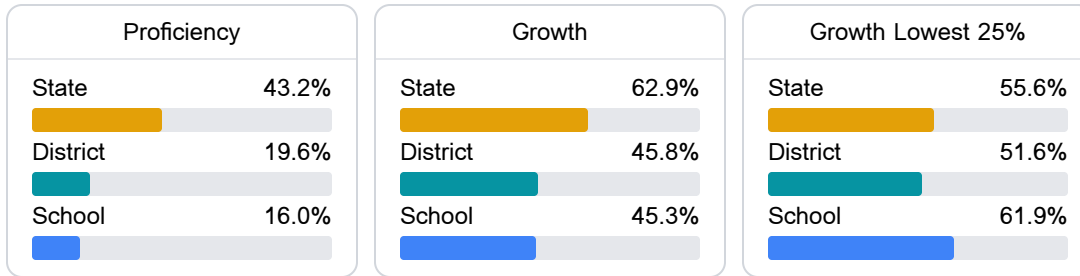 Proficiency
State 43.2%
District 19.6%
School 16.0%
Growth
State 62.9%
District 45.8%
School 45.3%
Growth Lowest 25%
State 55.6%
District 51.6%
School 61.9%